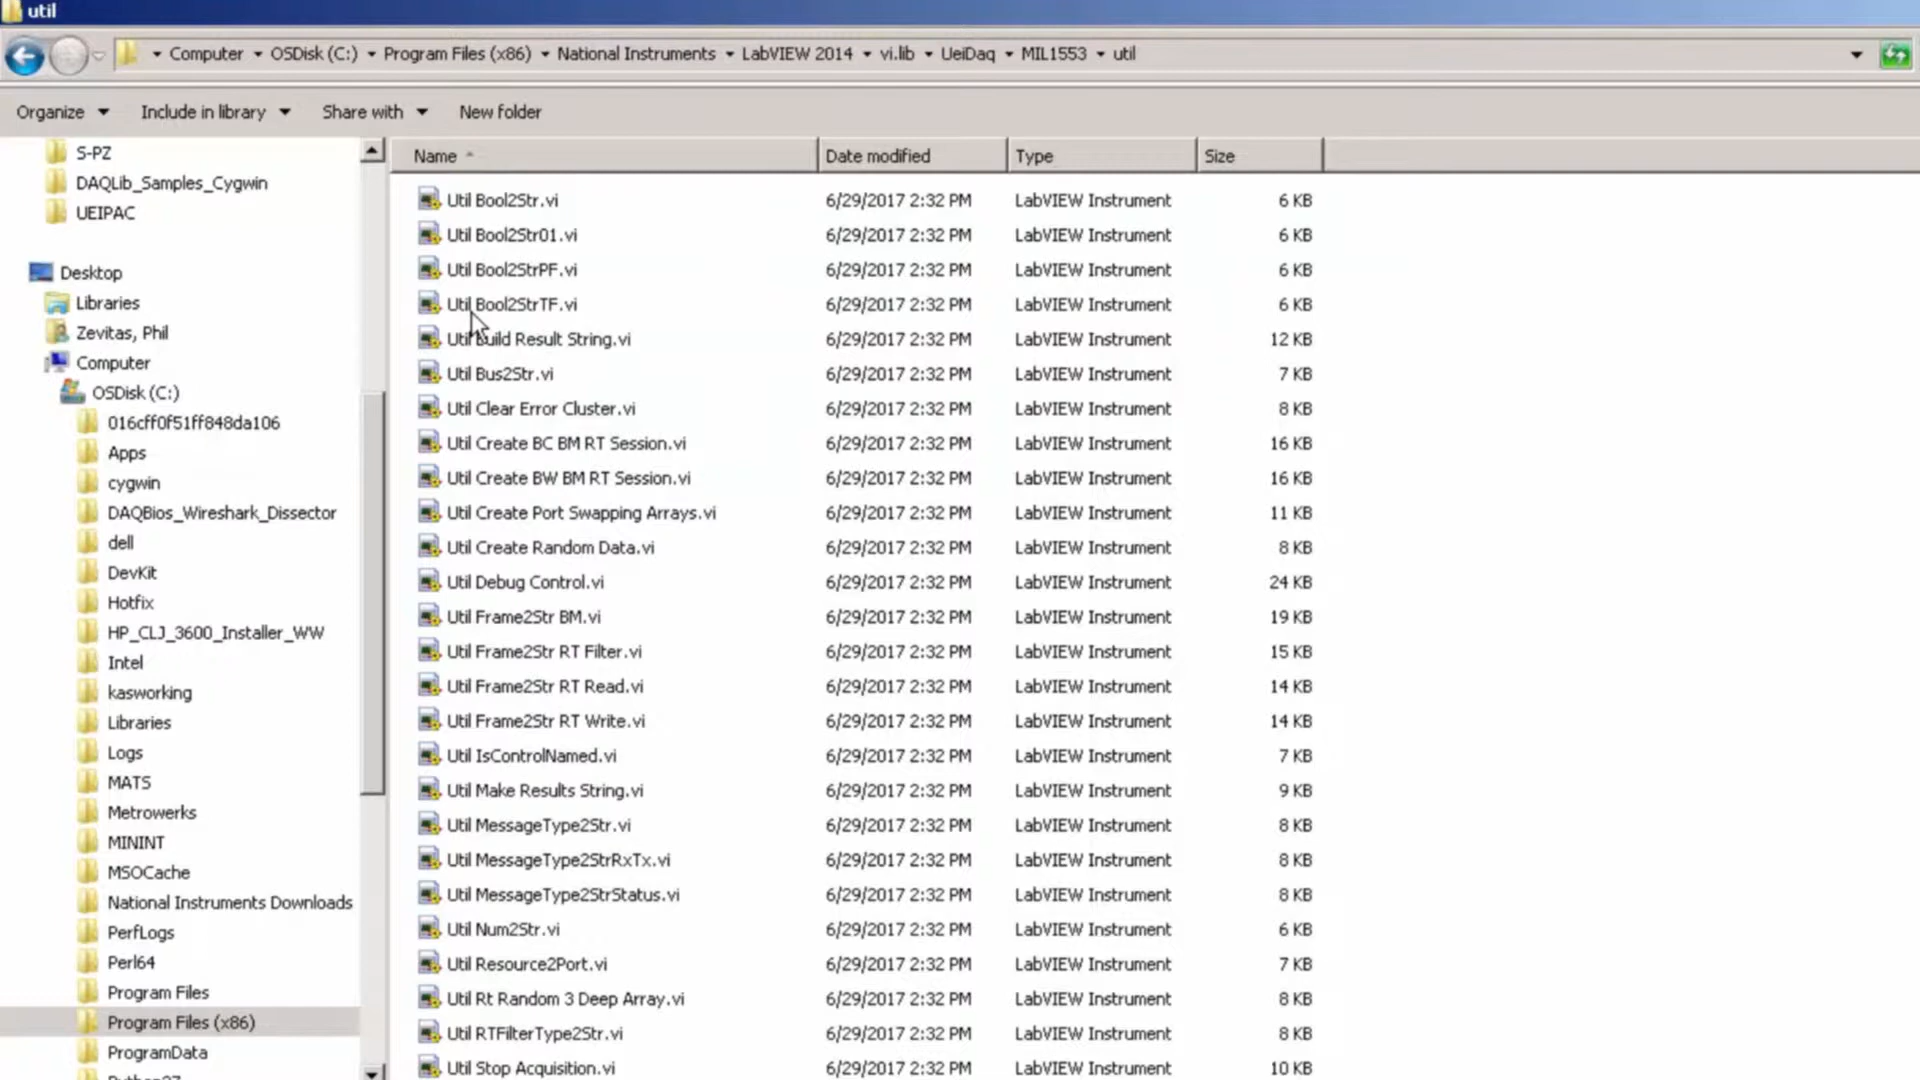 util
Computer OSDisk (C:) Program Files (x86) National Instruments LabVIEW 2014 vi.lib UeiDaq MIL1553 util
Organize Include in library Share with New folder
S-PZ
DAQLib_Samples_Cygwin
UEIPAC
Desktop
Libraries
Zevitas, Phil
Computer
OSDisk (C:)
016cff0f51ff848da106
Apps
cygwin
DAQBios_Wireshark_Dissector
dell
DevKit
Hotfix
HP_CLJ_3600_Installer_WW
Intel
kasworking
Libraries
Logs
MATS
Metrowerks
MININT
MSOCache
National Instruments Downloads
PerfLogs
Perl64
Program Files
Program Files (x86)
ProgramData
Name Date modified Type Size
Util Bool2Str.vi 6/29/2017 2:32 PM LabVIEW Instrument 6 KB
Util Bool2Str01.vi 6/29/2017 2:32 PM LabVIEW Instrument 6 KB
Util Bool2StrPF.vi 6/29/2017 2:32 PM LabVIEW Instrument 6 KB
Util Bool2StrTF.vi 6/29/2017 2:32 PM LabVIEW Instrument 6 KB
Util Build Result String.vi 6/29/2017 2:32 PM LabVIEW Instrument 12 KB
Util Bus2Str.vi 6/29/2017 2:32 PM LabVIEW Instrument 7 KB
Util Clear Error Cluster.vi 6/29/2017 2:32 PM LabVIEW Instrument 8 KB
Util Create BC BM RT Session.vi 6/29/2017 2:32 PM LabVIEW Instrument 16 KB
Util Create BW BM RT Session.vi 6/29/2017 2:32 PM LabVIEW Instrument 16 KB
Util Create Port Swapping Arrays.vi 6/29/2017 2:32 PM LabVIEW Instrument 11 KB
Util Create Random Data.vi 6/29/2017 2:32 PM LabVIEW Instrument 8 KB
Util Debug Control.vi 6/29/2017 2:32 PM LabVIEW Instrument 24 KB
Util Frame2Str BM.vi 6/29/2017 2:32 PM LabVIEW Instrument 19 KB
Util Frame2Str RT Filter.vi 6/29/2017 2:32 PM LabVIEW Instrument 15 KB
Util Frame2Str RT Read.vi 6/29/2017 2:32 PM LabVIEW Instrument 14 KB
Util Frame2Str RT Write.vi 6/29/2017 2:32 PM LabVIEW Instrument 14 KB
Util IsControlNamed.vi 6/29/2017 2:32 PM LabVIEW Instrument 7 KB
Util Make Results String.vi 6/29/2017 2:32 PM LabVIEW Instrument 9 KB
Util MessageType2Str.vi 6/29/2017 2:32 PM LabVIEW Instrument 8 KB
Util MessageType2StrRxTx.vi 6/29/2017 2:32 PM LabVIEW Instrument 8 KB
Util MessageType2StrStatus.vi 6/29/2017 2:32 PM LabVIEW Instrument 8 KB
Util Num2Str.vi 6/29/2017 2:32 PM LabVIEW Instrument 6 KB
Util Resource2Port.vi 6/29/2017 2:32 PM LabVIEW Instrument 7 KB
Util Rt Random 3 Deep Array.vi 6/29/2017 2:32 PM LabVIEW Instrument 8 KB
Util RTFilterType2Str.vi 6/29/2017 2:32 PM LabVIEW Instrument 8 KB
Util Stop Acquisition.vi 6/29/2017 2:32 PM LabVIEW Instrument 10 KB